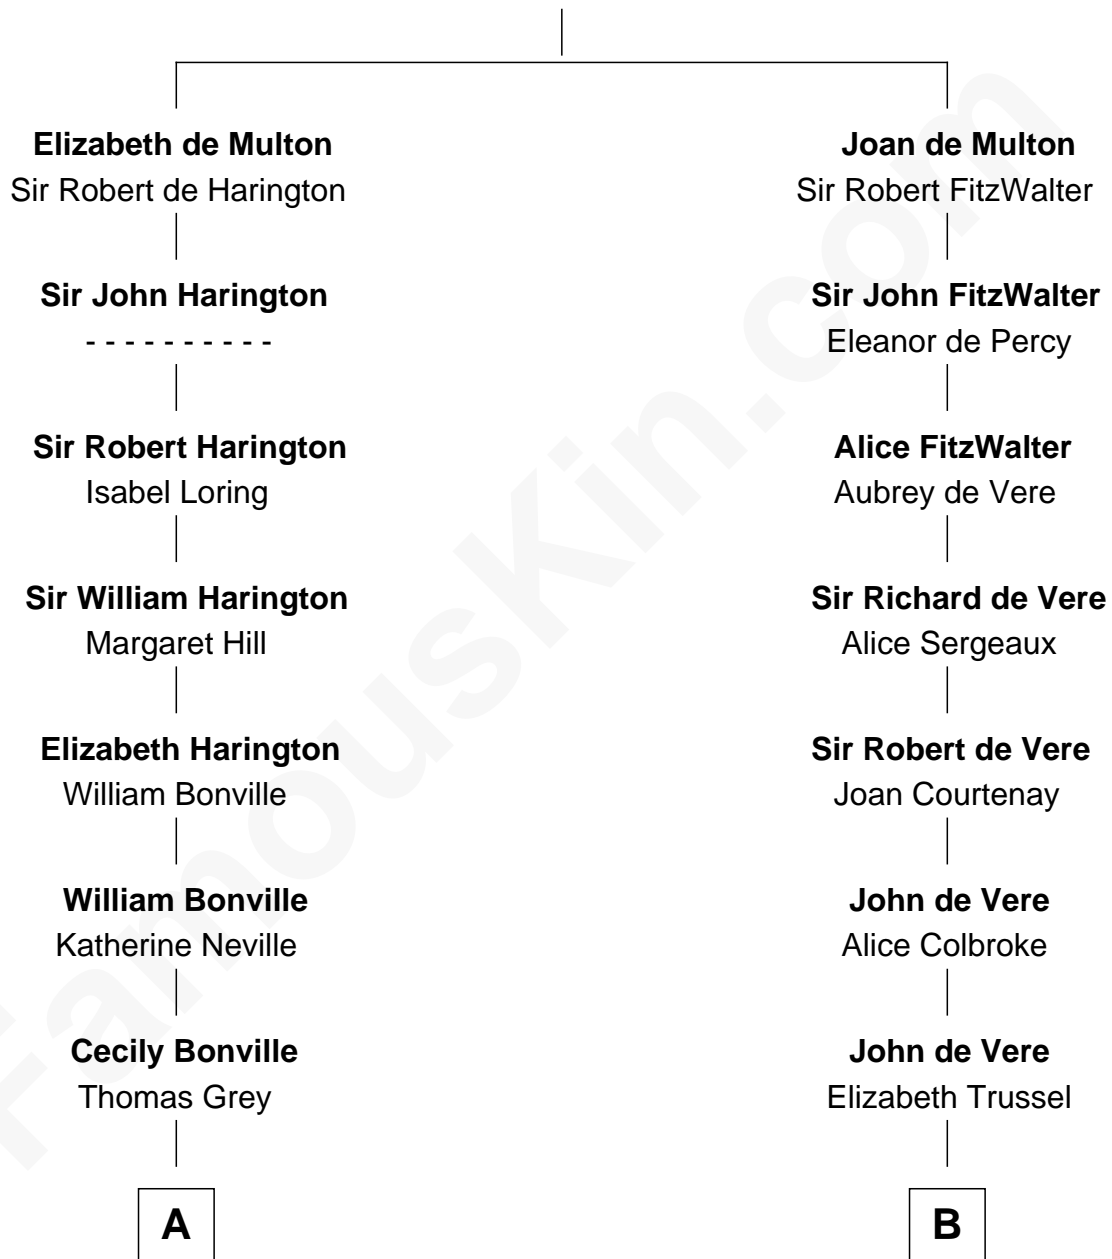 Elizabeth de Multon
Sir Robert de Harington
Joan de Multon
Sir Robert FitzWalter
Sir John Harington
- - - - - - - - - -
Sir John FitzWalter
Eleanor de Percy
Sir Robert Harington
Isabel Loring
Alice FitzWalter
Aubrey de Vere
Sir William Harington
Margaret Hill
Sir Richard de Vere
Alice Sergeaux
Elizabeth Harington
William Bonville
Sir Robert de Vere
Joan Courtenay
William Bonville
Katherine Neville
John de Vere
Alice Colbroke
Cecily Bonville
Thomas Grey
John de Vere
Elizabeth Trussel
A
B
FamousKin.com